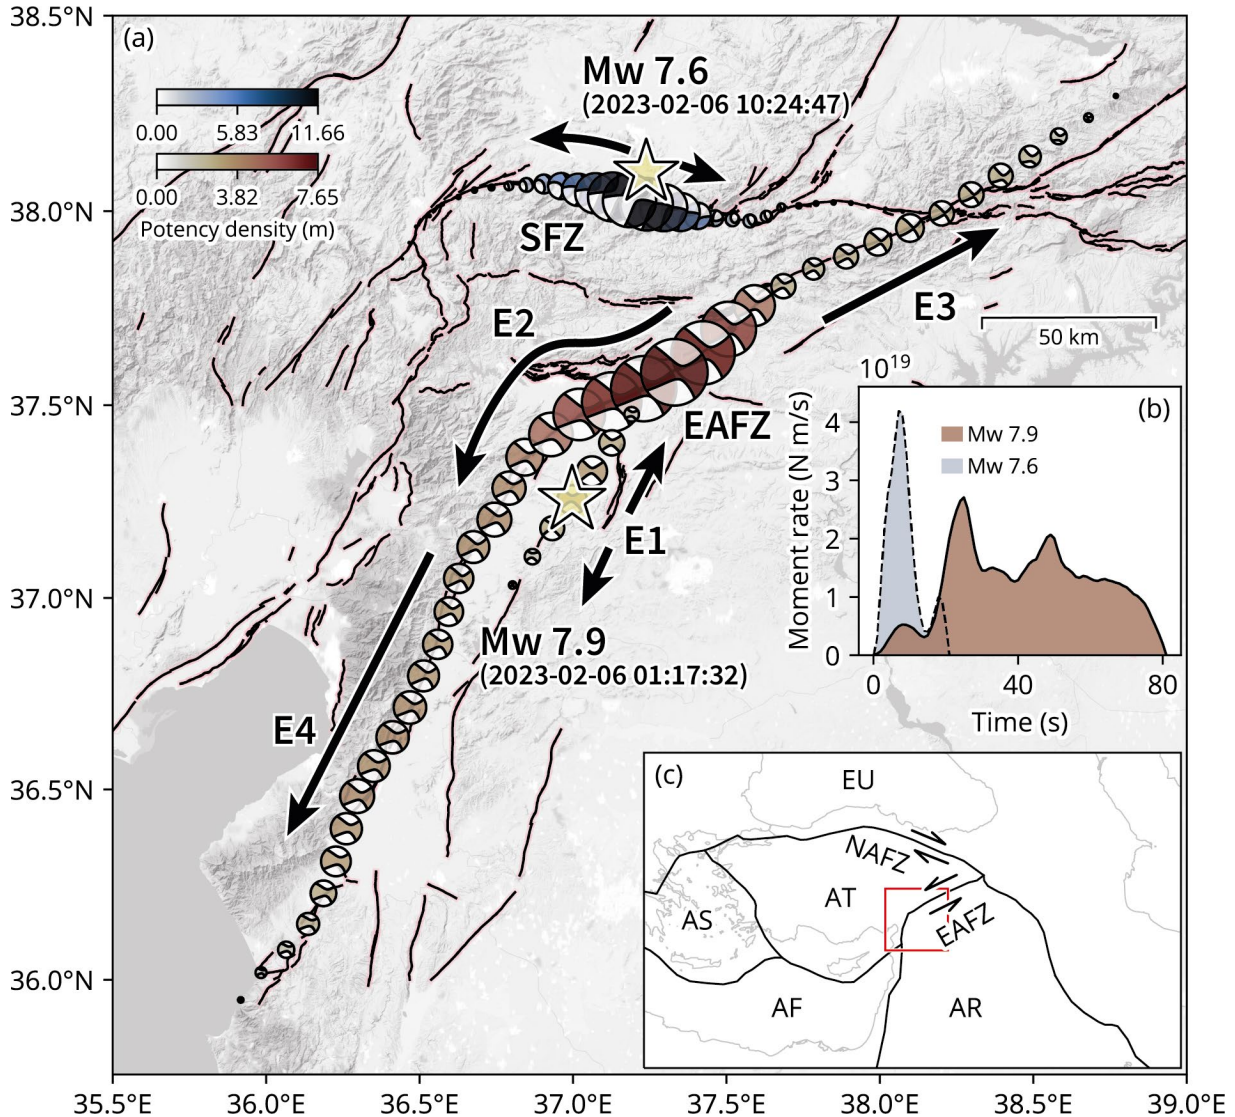 38.5°N
38.0°N
37.5°N
37.0°N
36.5°N
36.0°N
35.5°E
36.0°E
36.5°E
37.0°E
37.5°E
38.0°E
38.5°E
39.0°E
(a)
0.00 5.83 11.66
0.00 3.82 7.65
Potency density (m)
Mw 7.6
(2023-02-06 10:24:47)
SFZ
E2
E3
50 km
EAFZ
E1
Mw 7.9
(2023-02-06 01:17:32)
E4
(b)
10^19
Moment rate (N m/s)
4
3
2
1
0
Mw 7.9
Mw 7.6
0 40 80
Time (s)
(c)
EU
NAFZ
AT
AS
EAFZ
AF
AR